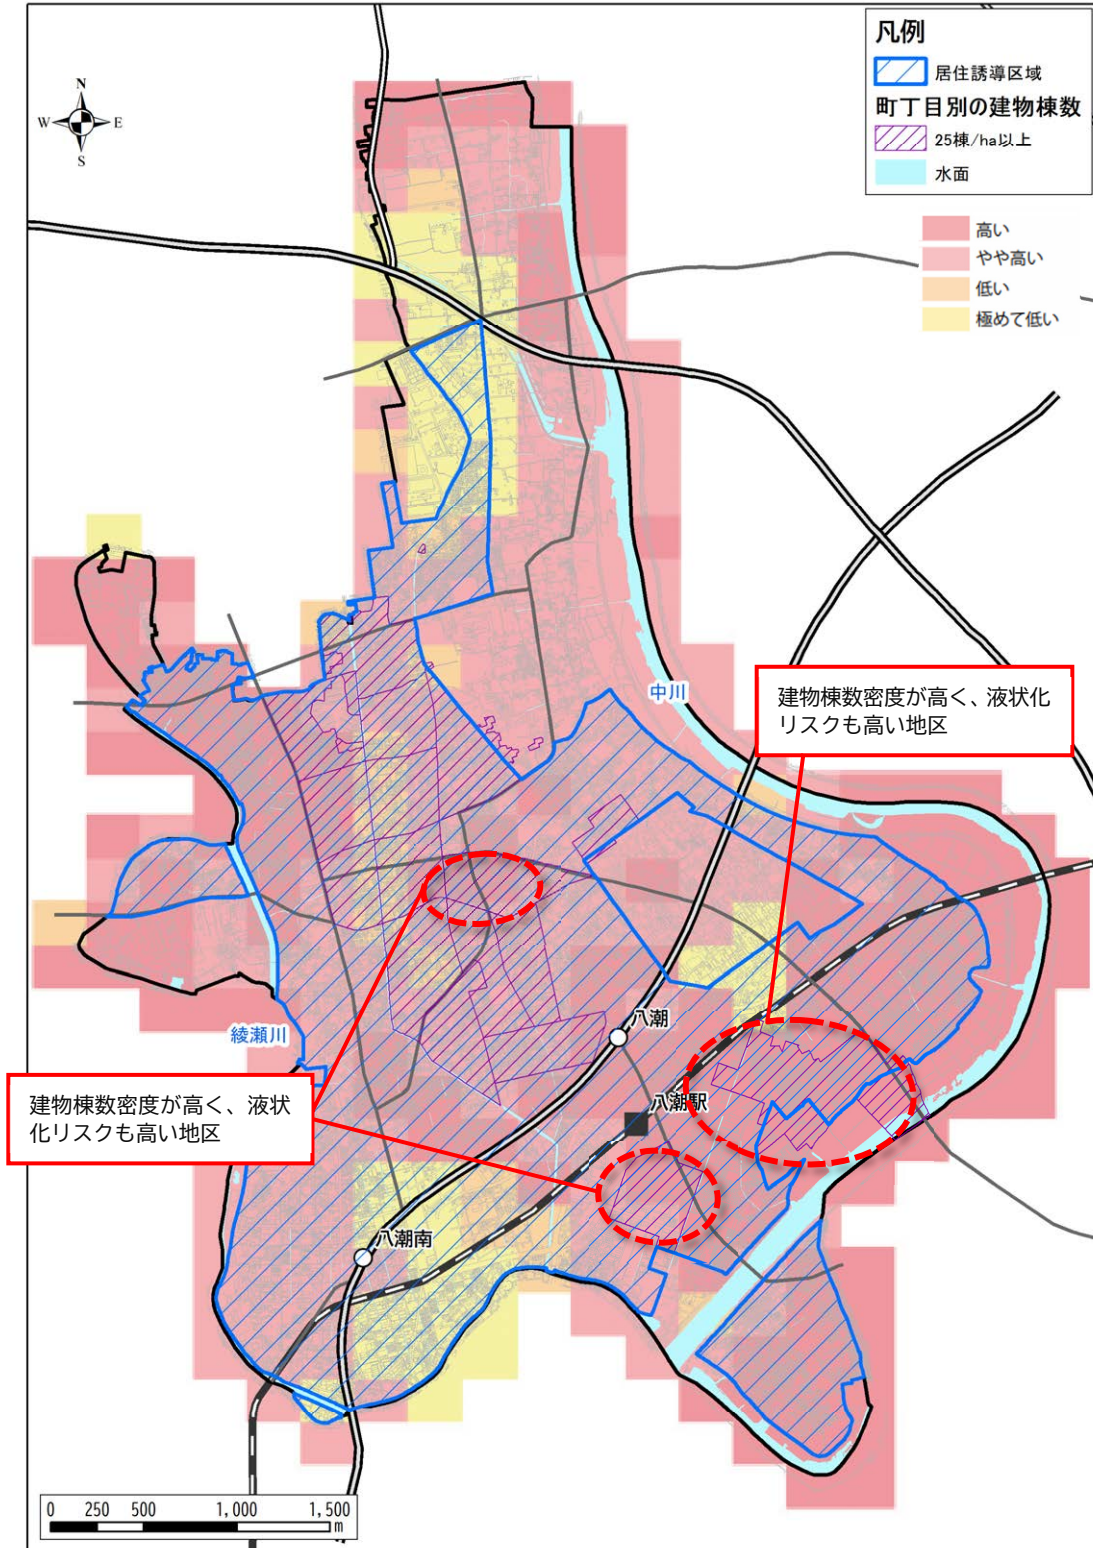 凡例
居住誘導区域
町丁目別の建物棟数
25棟/ha以上
水面
高い
やや高い
低い
極めて低い
N
W
E
S
中川
建物棟数密度が高く、液状化
リスクも高い地区
綾瀬川
八潮
建物棟数密度が高く、液状
化リスクも高い地区
八潮駅
八潮南
0 250 500 1,000 1,500
m